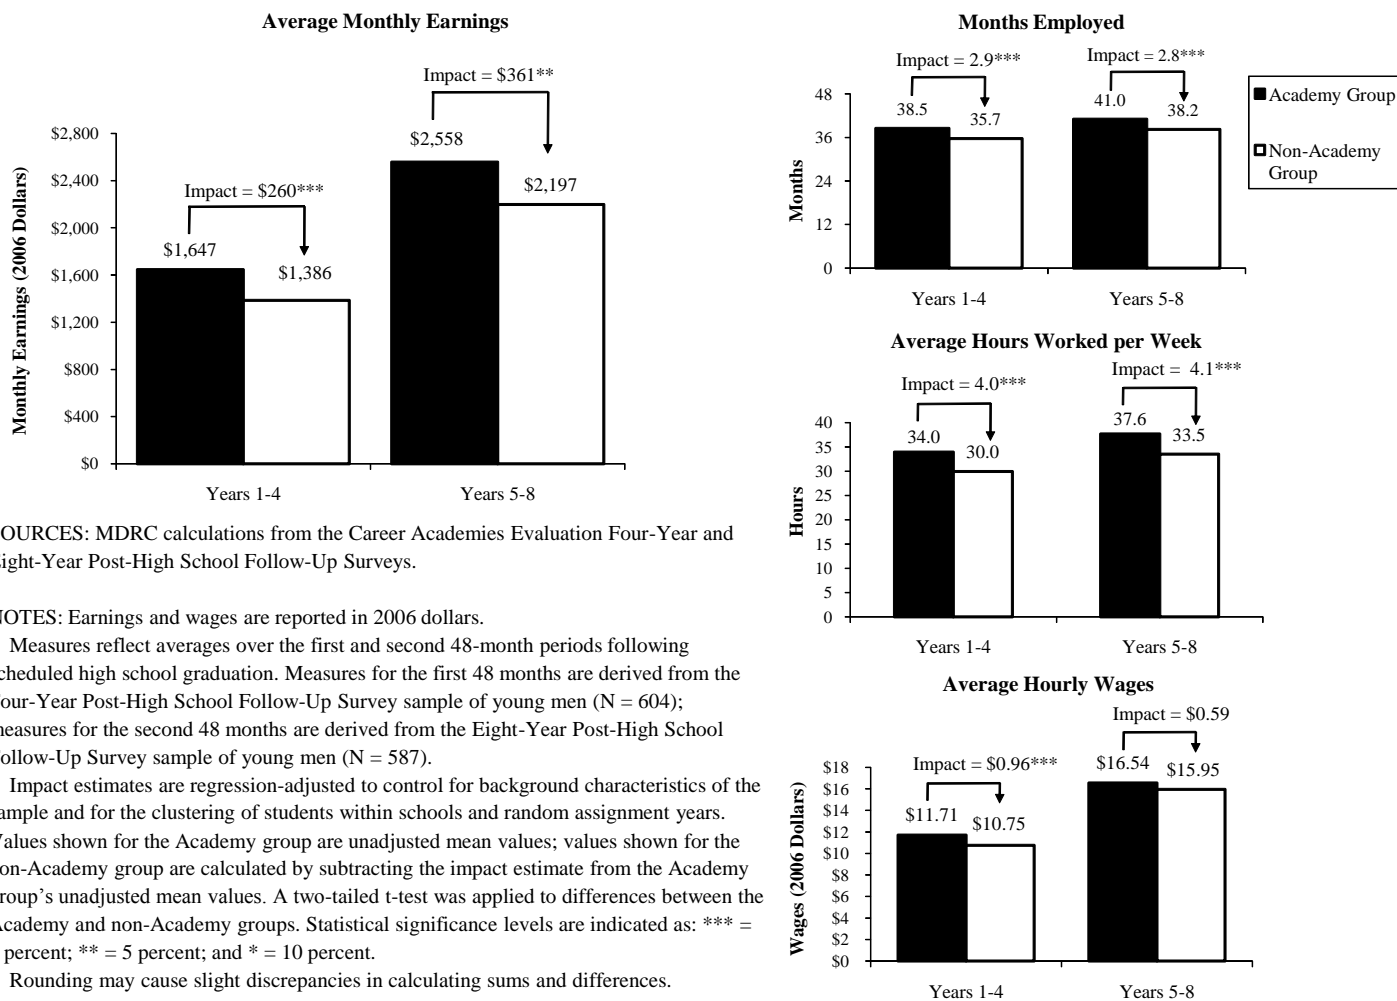 Average Monthly Earnings
Impact = $361**
$2,800
$2,400
$2,000
$1,600
$1,200
$800
$400
$0
Monthly Earnings (2006 Dollars)
Impact = $260***
$1,647
$1,386
$2,558
$2,197
Years 1-4
Years 5-8
OURCES: MDRC calculations from the Career Academies Evaluation Four-Year and
ight-Year Post-High School Follow-Up Surveys.
NOTES: Earnings and wages are reported in 2006 dollars.
Measures reflect averages over the first and second 48-month periods following
cheduled high school graduation. Measures for the first 48 months are derived from the
our-Year Post-High School Follow-Up Survey sample of young men (N = 604);
measures for the second 48 months are derived from the Eight-Year Post-High School
ollow-Up Survey sample of young men (N = 587).
Impact estimates are regression-adjusted to control for background characteristics of the
ample and for the clustering of students within schools and random assignment years.
Values shown for the Academy group are unadjusted mean values; values shown for the
on-Academy group are calculated by subtracting the impact estimate from the Academy
roup’s unadjusted mean values. A two-tailed t-test was applied to differences between the
Academy and non-Academy groups. Statistical significance levels are indicated as: *** =
percent; ** = 5 percent; and * = 10 percent.
Rounding may cause slight discrepancies in calculating sums and differences.
Months Employed
Impact = 2.9***
Impact = 2.8***
48
36
24
12
0
Months
38.5
35.7
41.0
38.2
Years 1-4
Years 5-8
Academy Group
Non-Academy
Group
Average Hours Worked per Week
Impact = 4.0***
Impact = 4.1***
40
35
30
25
20
15
10
5
0
Hours
34.0
30.0
37.6
33.5
Years 1-4
Years 5-8
Average Hourly Wages
Impact = $0.96***
Impact = $0.59
$18
$16
$14
$12
$10
$8
$6
$4
$2
$0
Wages (2006 Dollars)
$11.71
$10.75
$16.54
$15.95
Years 1-4
Years 5-8